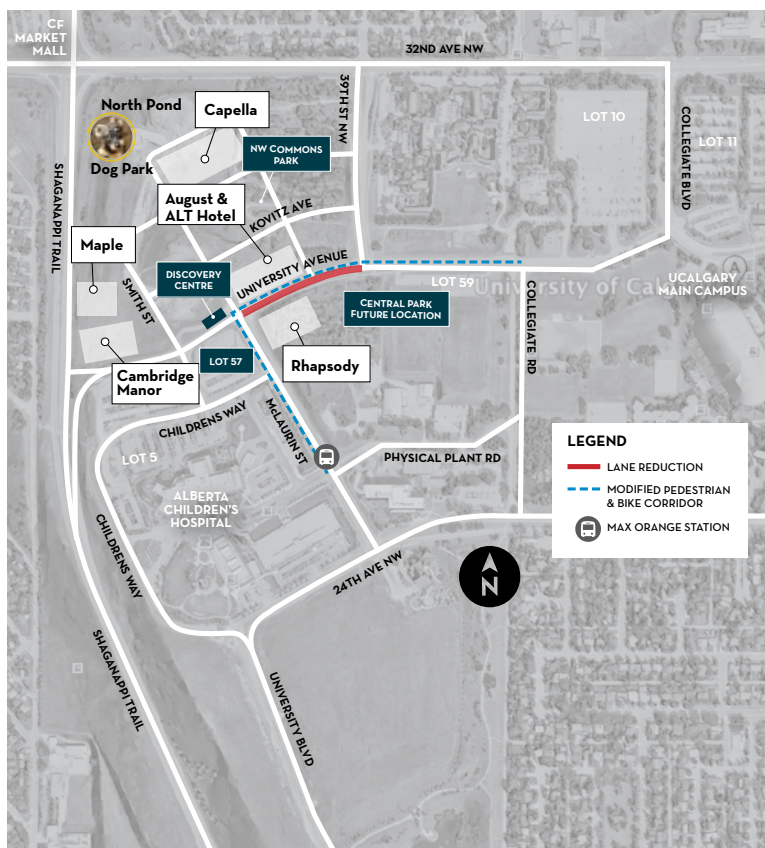 CF
MARKET
MALL
32ND AVE NW
North Pond
Dog Park
Capella
39TH ST NW
NW COMMONS
PARK
LOT 10
LOT 11
COLLEGIATE BLVD
SHAGANAPPI TRAIL
August &
ALT Hotel
KOVITZ AVE
Maple
SMITH ST
DISCOVERY
CENTRE
UNIVERSITY AVENUE
LOT 59
University of Cal
UCALGARY
MAIN CAMPUS
CENTRAL PARK
FUTURE LOCATION
COLLEGIATE RD
LOT 57
Rhapsody
Cambridge
Manor
CHILDRENS WAY
McLAURIN ST
LOT 5
PHYSICAL PLANT RD
ALBERTA
CHILDREN'S
HOSPITAL
CHILDRENS WAY
24TH AVE NW
LEGEND
LANE REDUCTION
MODIFIED PEDESTRIAN
& BIKE CORRIDOR
MAX ORANGE STATION
N
SHAGANAPPI TRAIL
UNIVERSITY BLVD